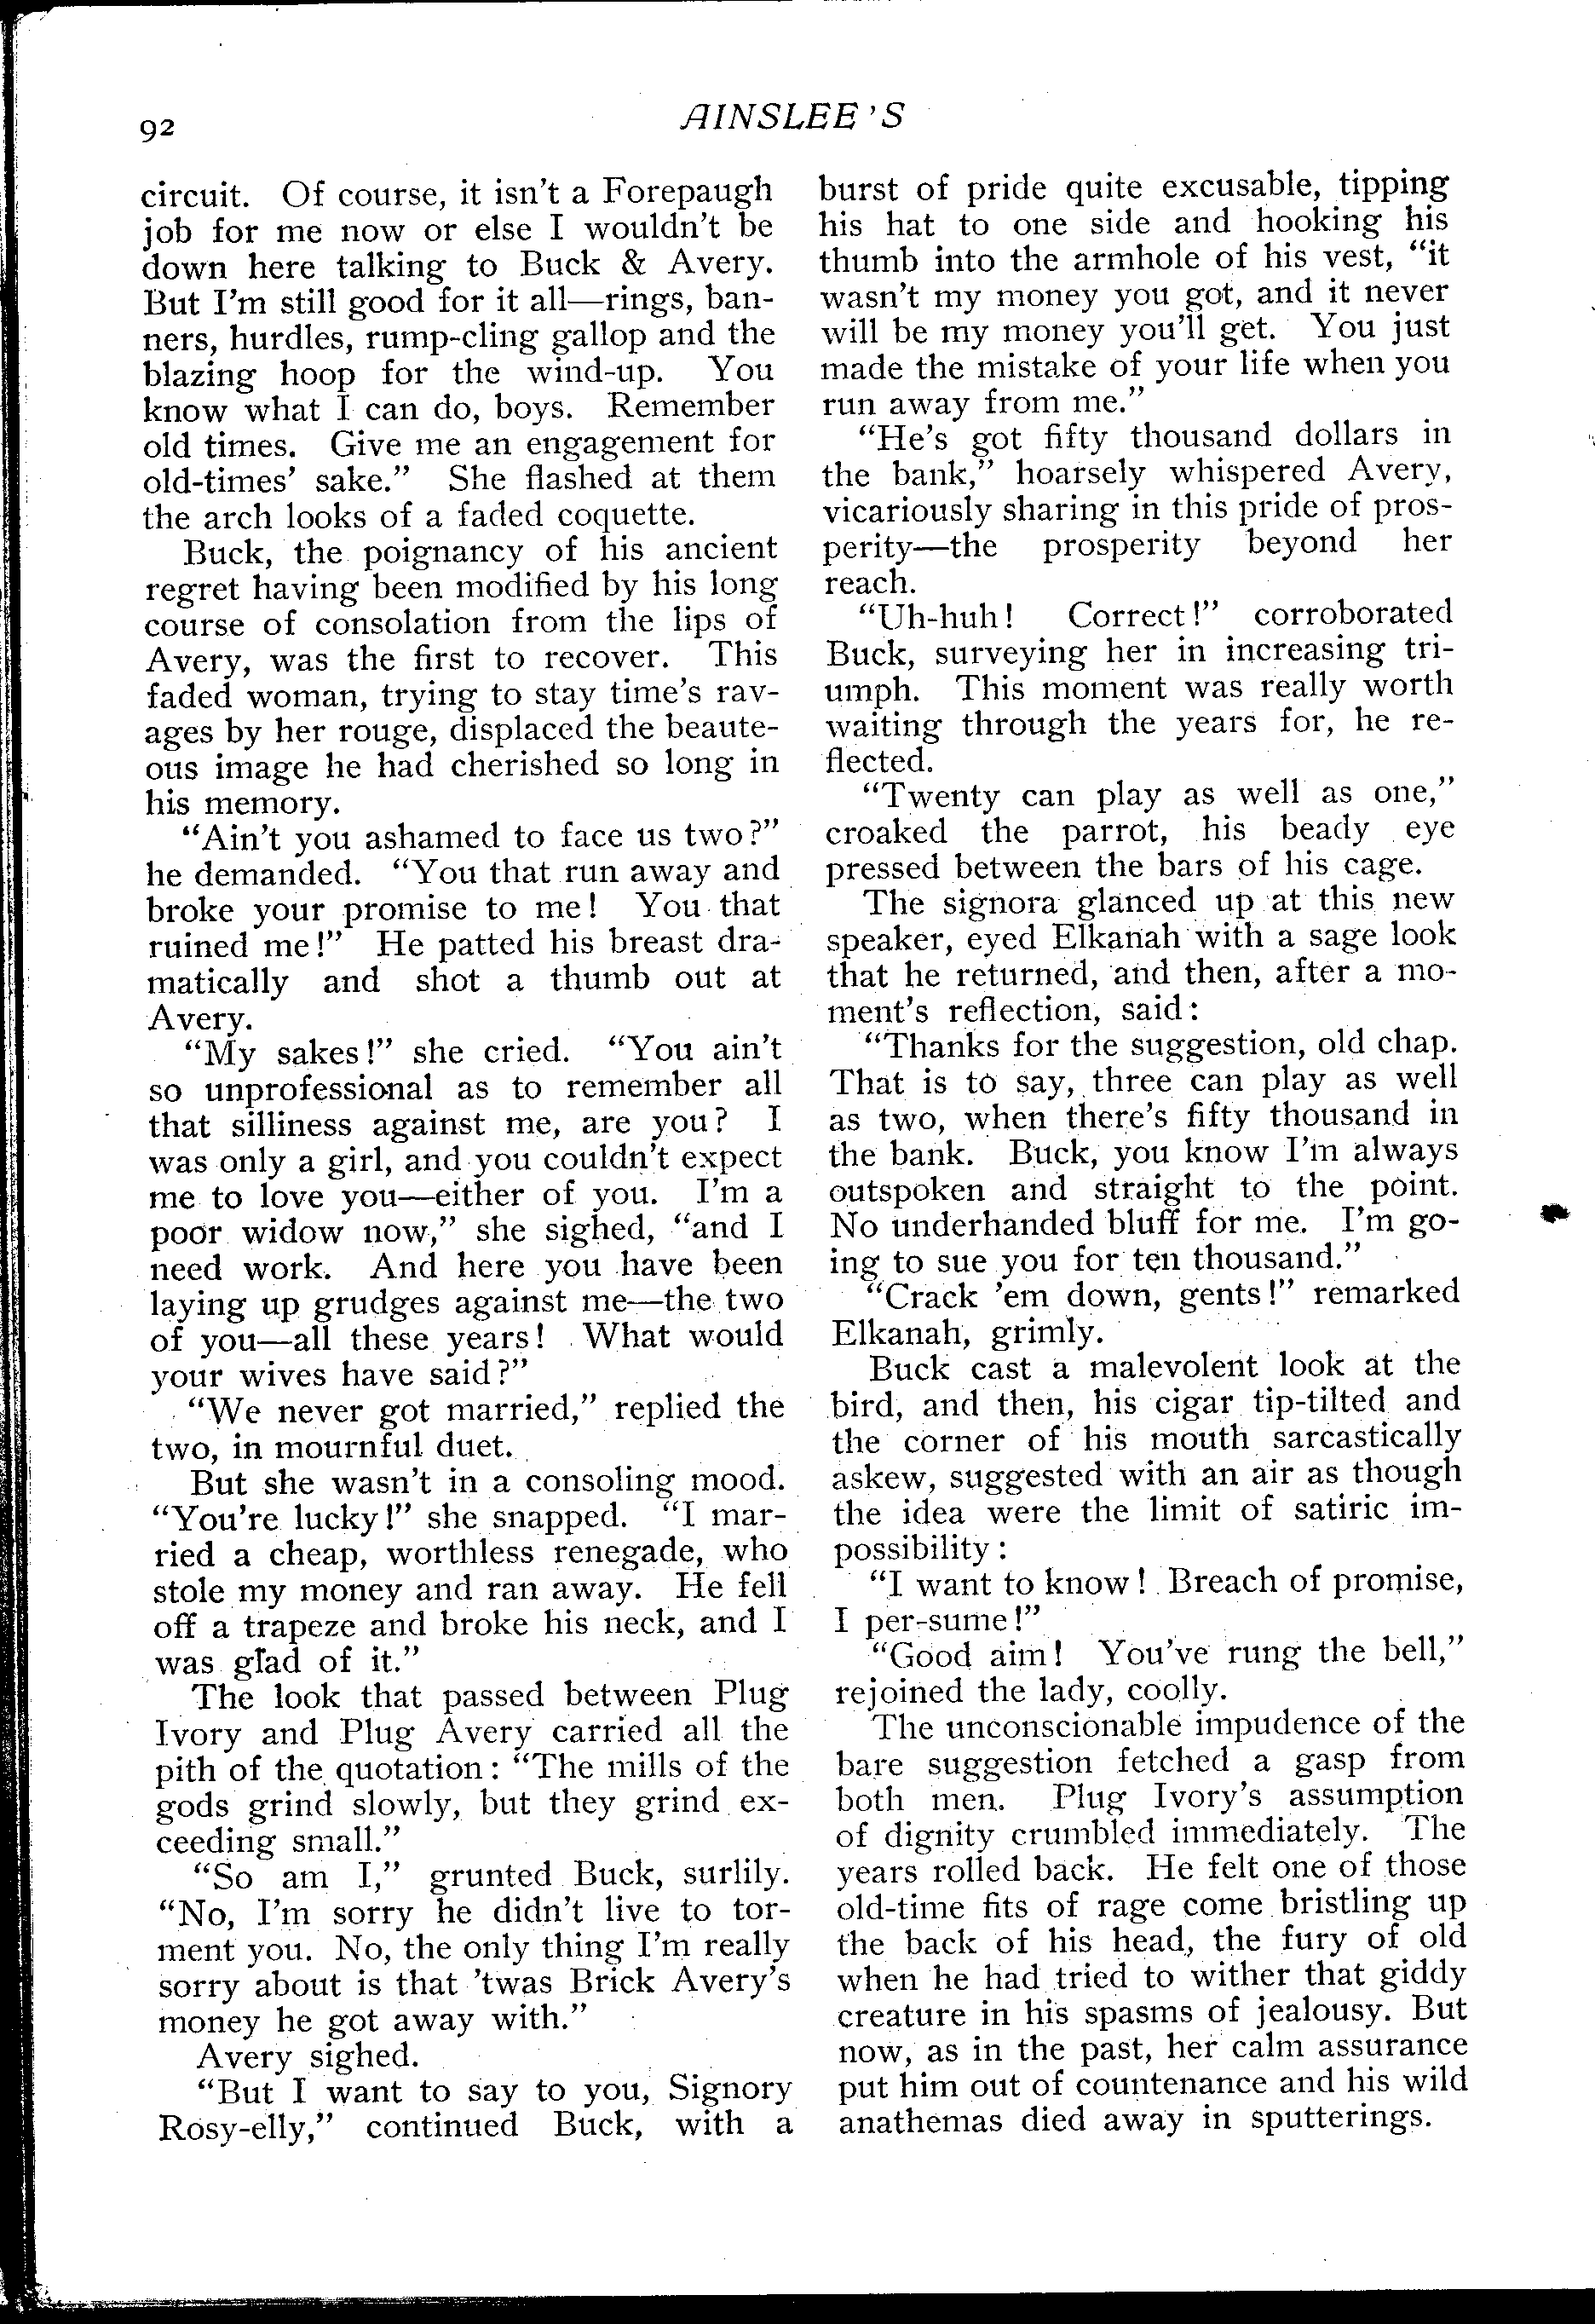 92
AINSLEE'S
circuit. Of course, it isn't a Forepaugh
job for me now or else I wouldn't be
down here talking to Buck & Avery.
But I'm still good for it all—rings, ban-
ners, hurdles, rump-cling gallop and the
blazing hoop for the wind-up. You
know what I can do, boys. Remember
old times. Give me an engagement for
old-times' sake." She flashed at them
the arch looks of a faded coquette.
Buck, the poignancy of his ancient
regret having been modified by his long
course of consolation from the lips of
Avery, was the first to recover. This
faded woman, trying to stay time's rav-
ages by her rouge, displaced the beaute-
ous image he had cherished so long in
his memory.
"Ain't you ashamed to face us two?"
he demanded. "You that run away and
broke your promise to me! You that
ruined me!" He patted his breast dra-
matically and shot a thumb out at
Avery.
"My sakes!" she cried. "You ain't
so unprofessional as to remember all
that silliness against me, are you? I
was only a girl, and you couldn't expect
me to love you—either of you. I'm a
poor widow now," she sighed, "and I
need work. And here you have been
laying up grudges against me—the two
of you—all these years! What would
your wives have said?"
"We never got married," replied the
two, in mournful duet.
But she wasn't in a consoling mood.
"You're lucky!" she snapped. "I mar-
ried a cheap, worthless renegade, who
stole my money and ran away. He fell
off a trapeze and broke his neck, and I
was glad of it."
The look that passed between Plug
Ivory and Plug Avery carried all the
pith of the quotation: "The mills of the
gods grind slowly, but they grind ex-
ceeding small."
"So am I," grunted Buck, surlily.
"No, I'm sorry he didn't live to tor-
ment you. No, the only thing I'm really
sorry about is that 'twas Brick Avery's
money he got away with."
Avery sighed.
"But I want to say to you, Signory
Rosy-elly," continued Buck, with a
burst of pride quite excusable, tipping
his hat to one side and hooking his
thumb into the armhole of his vest, "it
wasn't my money you got, and it never
will be my money you'll get. You just
made the mistake of your life when you
run away from me."
"He's got fifty thousand dollars in
the bank," hoarsely whispered Avery,
vicariously sharing in this pride of pros-
perity—the prosperity beyond her
reach.
"Uh-huh! Correct!" corroborated
Buck, surveying her in increasing tri-
umph. This moment was really worth
waiting through the years for, he re-
flected.
"Twenty can play as well as one,"
croaked the parrot, his beady eye
pressed between the bars of his cage.
The signora glanced up at this new
speaker, eyed Elkanah with a sage look
that he returned, and then, after a mo-
ment's reflection, said:
"Thanks for the suggestion, old chap.
That is to say, three can play as well
as two, when there's fifty thousand in
the bank. Buck, you know I'm always
outspoken and straight to the point.
No underhanded bluff for me. I'm go-
ing to sue you for ten thousand."
"Crack 'em down, gents!" remarked
Elkanah, grimly.
Buck cast a malevolent look at the
bird, and then, his cigar tip-tilted and
the corner of his mouth sarcastically
askew, suggested with an air as though
the idea were the limit of satiric im-
possibility:
"I want to know! Breach of promise,
I per-sume!"
"Good aim! You've rung the bell,"
rejoined the lady, coolly.
The unconscionable impudence of the
bare suggestion fetched a gasp from
both men. Plug Ivory's assumption
of dignity crumbled immediately. The
years rolled back. He felt one of those
old-time fits of rage come bristling up
the back of his head, the fury of old
when he had tried to wither that giddy
creature in his spasms of jealousy. But
now, as in the past, her calm assurance
put him out of countenance and his wild
anathemas died away in sputterings.